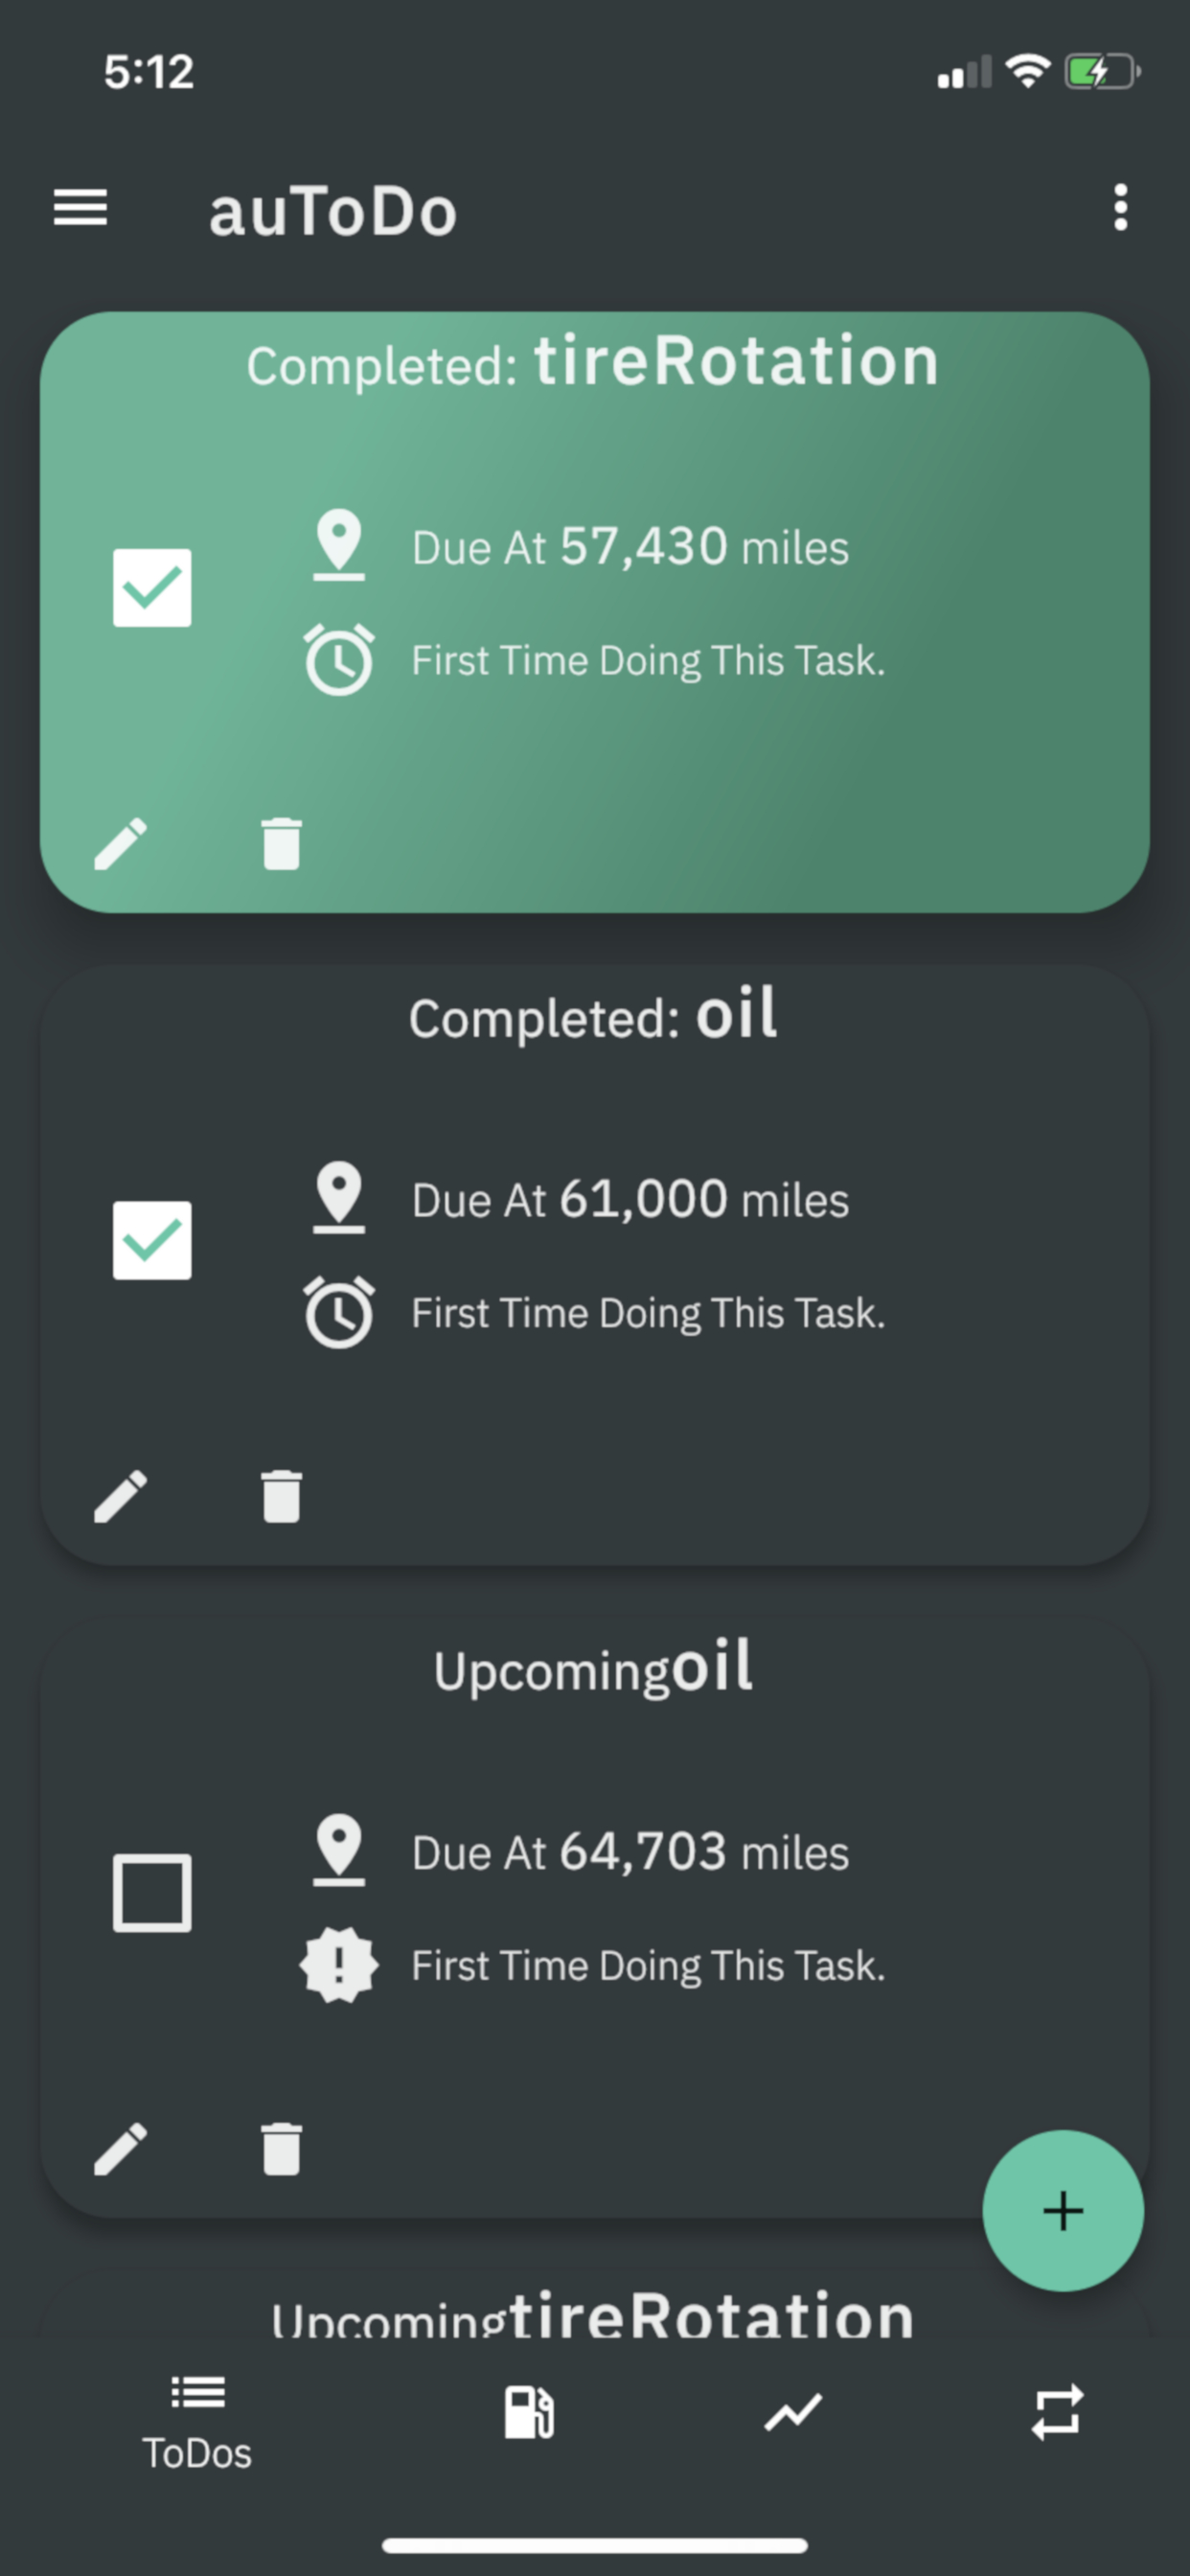 5:12
auToDo
Completed: tireRotation
Due At 57,430 miles
First Time Doing This Task.
Completed: oil
Due At 61,000 miles
First Time Doing This Task.
Upcomingoil
Due At 64,703 miles
First Time Doing This Task.
UpcomingtireRotation
ToDos